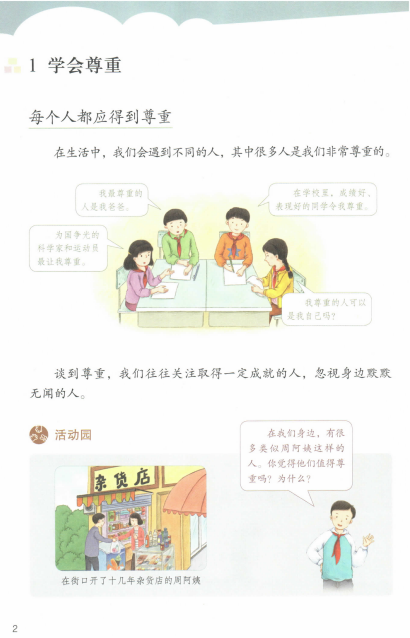 1 学会尊重
每个人都应得到尊重
在生活中，我们会遇到不同的人，其中很多人是我们非常尊重的。
我最尊重的
人是我爸爸。
在学校里，成绩好、
表现好的同学令我尊重。
为国争光的
科学家和运动员
最让我尊重。
我尊重的人可以
是我自己吗？
谈到尊重，我们往往关注取得一定成就的人，忽视身边默默
无闻的人。
活动园
在我们身边，有很
多类似周阿姨这样的
人。你觉得他们值得尊
重吗？为什么？
杂货店
在街口开了十几年杂货店的周阿姨
2